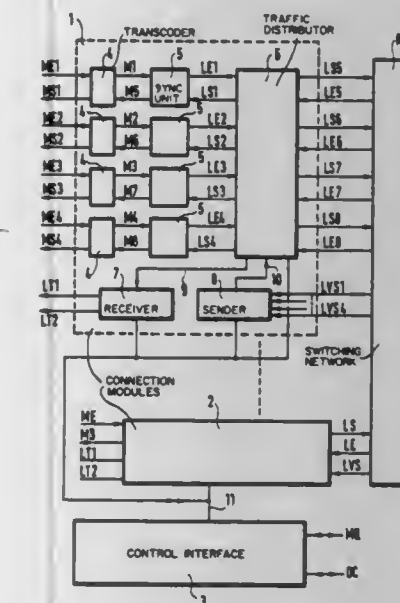 1
TRANSCODER
TRAFFIC
DISTRIBUTOR
4
5
6
ME1
M1
LE1
LS5
MS1
M5
SYNC
UNIT
LS1
LE5
4
5
ME2
M2
LE2
LS6
MS2
M6
LS2
LE6
4
5
ME3
M3
LE3
LS7
MS3
M7
LS3
LE7
5
ME4
M4
LE4
LS8
MS4
M8
LS4
LE8
7
9
8
10
LT1
RECEIVER
SENDER
LVS1
LT2
LVS4
CONNECTION
MODULES
SWITCHING
NETWORK
2
ME
LS
MS
LE
LT1
LVS
LT2
11
CONTROL INTERFACE
3